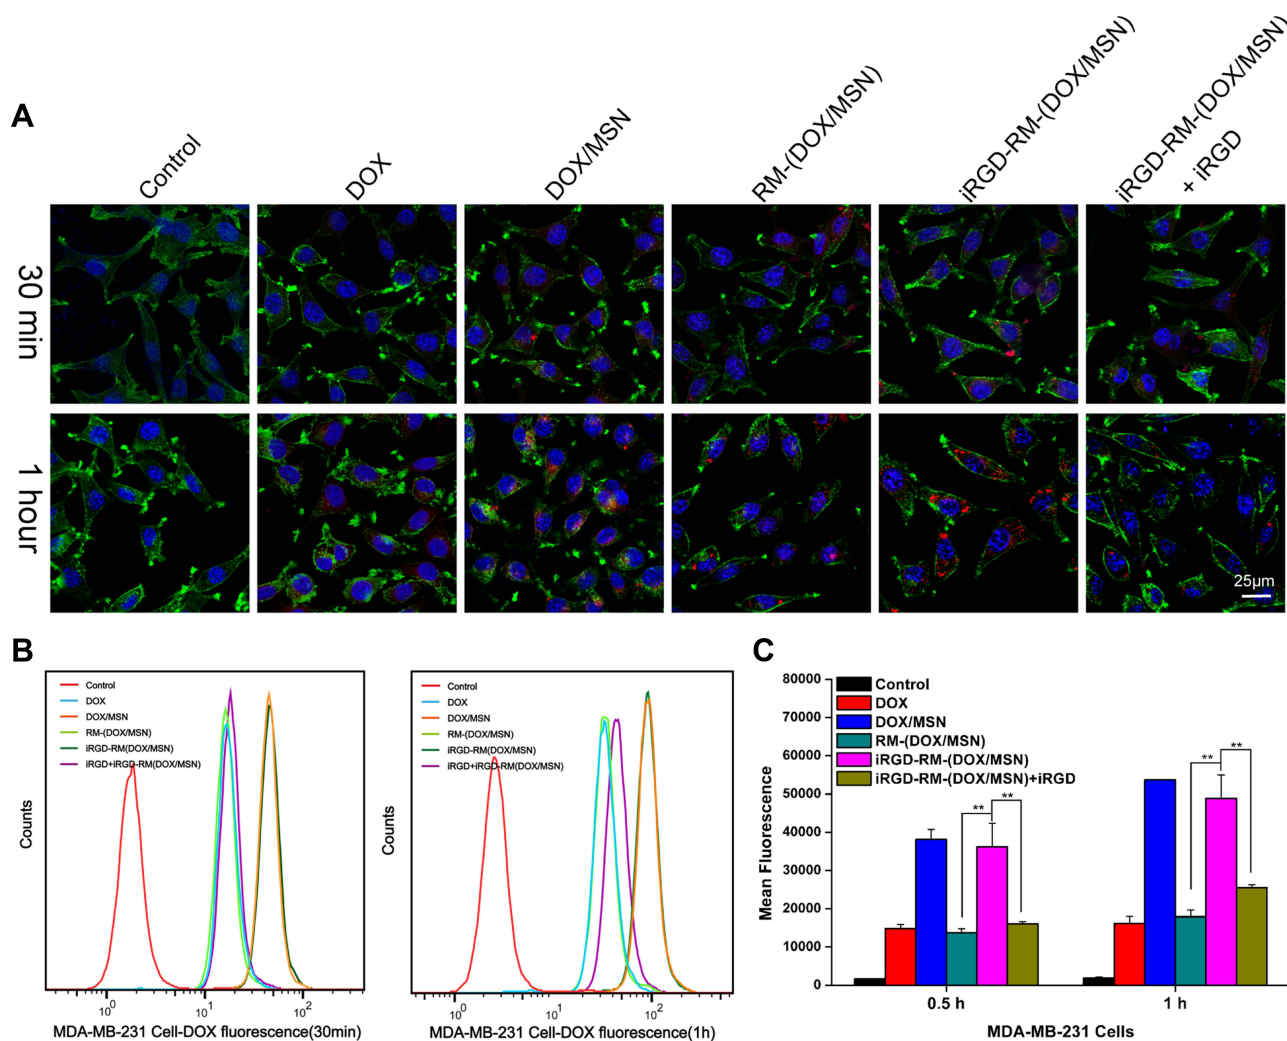 A
Control
DOX
DOX/MSN
RM-(DOX/MSN)
iRGD-RM-(DOX/MSN)
iRGD-RM-(DOX/MSN)
+ iRGD
30 min
1 hour
25μm
B
Counts
Control
DOX
DOX/MSN
RM-(DOX/MSN)
iRGD-RM(DOX/MSN)
iRGD+iRGD-RM(DOX/MSN)
10^0
10^1
10^2
MDA-MB-231 Cell-DOX fluorescence(30min)
Counts
Control
DOX
DOX/MSN
RM-(DOX/MSN)
iRGD-RM(DOX/MSN)
iRGD+iRGD-RM(DOX/MSN)
10^0
10^1
10^2
MDA-MB-231 Cell-DOX fluorescence(1h)
C
Mean Fluorescence
80000
70000
60000
50000
40000
30000
20000
10000
0
Control
DOX
DOX/MSN
RM-(DOX/MSN)
iRGD-RM-(DOX/MSN)
iRGD-RM-(DOX/MSN)+iRGD
**
**
**
**
0.5 h
1 h
MDA-MB-231 Cells